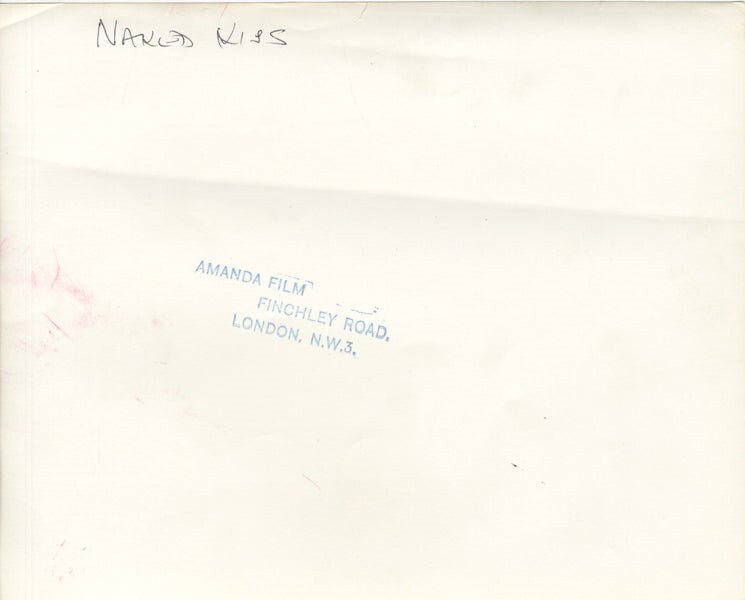 NAKED KISS
AMANDA FILM
FINCHLEY ROAD.
LONDON, N.W.3.